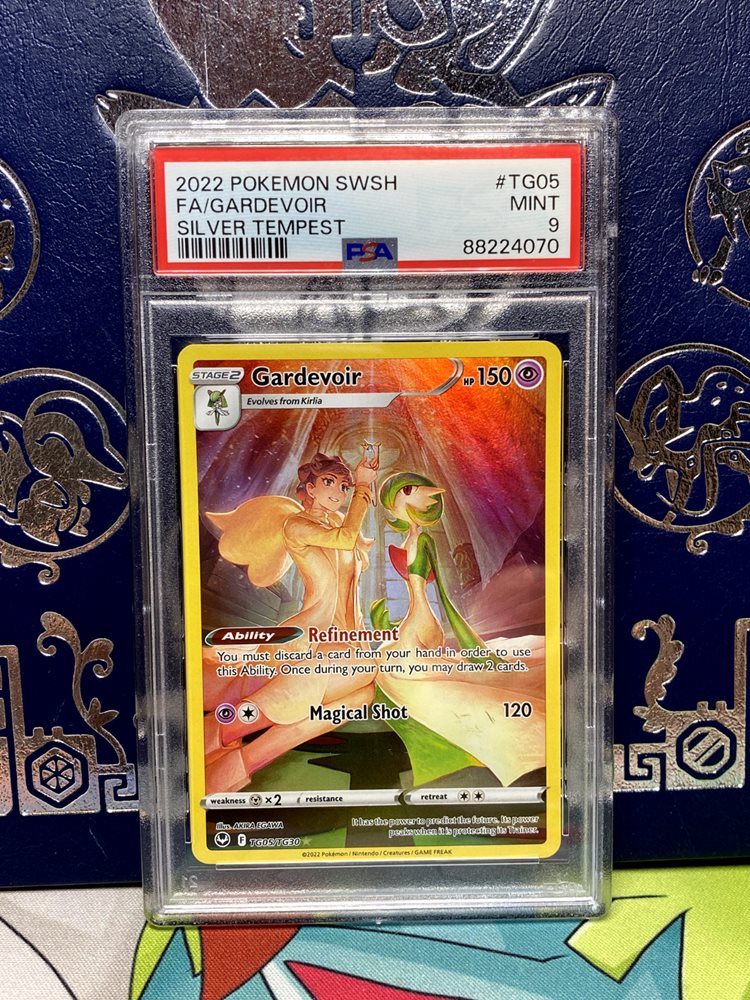 2022 POKEMON SWSH #TG05
FA/GARDEVOIR MINT
SILVER TEMPEST 9
PSA 88224070
STAGE 2 Gardevoir HP 150
Evolves from Kirlia
Ability Refinement
You must discard a card from your hand in order to use
this Ability. Once during your turn, you may draw 2 cards.
Magical Shot 120
weakness ×2 resistance retreat
Illus. AKIRA EGAWA
It has the power to predict the future. Its power
peaks when it is protecting its Trainer.
F TG05/TG30
©2022 Pokémon / Nintendo / Creatures / GAME FREAK